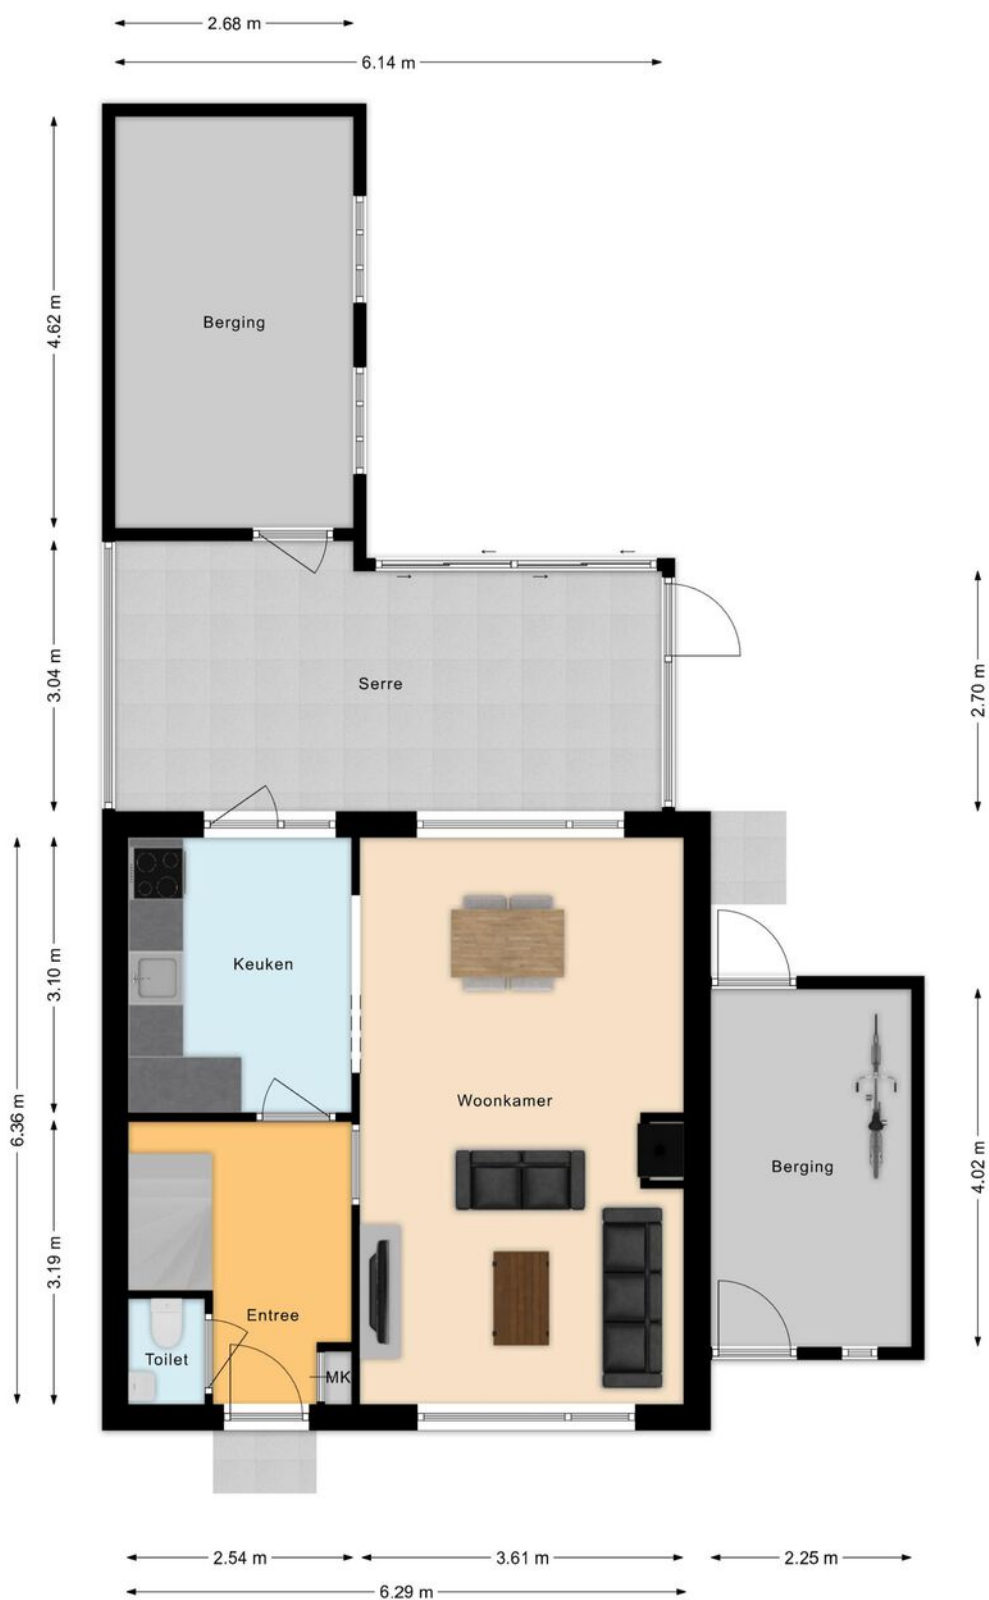 2.68 m
6.14 m
4.62 m
Berging
3.04 m
Serre
2.70 m
6.36 m
3.10 m
Keuken
Woonkamer
4.02 m
Berging
3.19 m
Entree
Toilet
MK
2.54 m
3.61 m
2.25 m
6.29 m